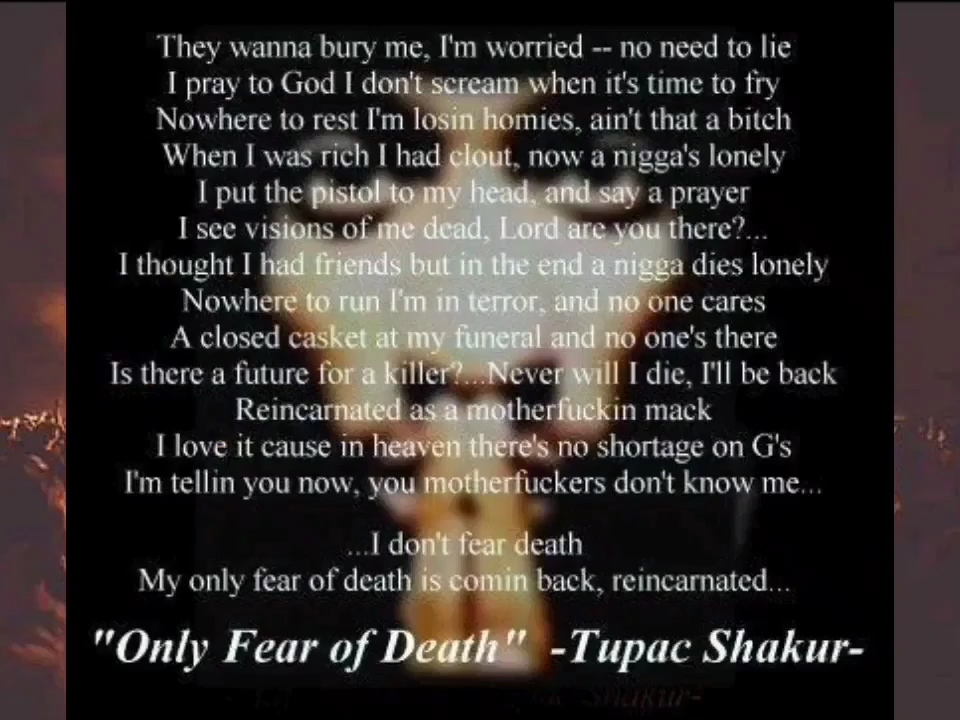 They wanna bury me, I'm worried -- no need to lie
I pray to God I don't scream when it's time to fry
Nowhere to rest I'm losin homies, ain't that a bitch
When I was rich I had clout, now a nigga's lonely
I put the pistol to my head, and say a prayer
I see visions of me dead, Lord are you there?...
I thought I had friends but in the end a nigga dies lonely
Nowhere to run I'm in terror, and no one cares
A closed casket at my funeral and no one's there
Is there a future for a killer?...Never will I die, I'll be back
Reincarnated as a motherfuckin mack
I love it cause in heaven there's no shortage on G's
I'm tellin you now, you motherfuckers don't know me...
...I don't fear death
My only fear of death is comin back, reincarnated...
"Only Fear of Death" -Tupac Shakur-
Shakur-